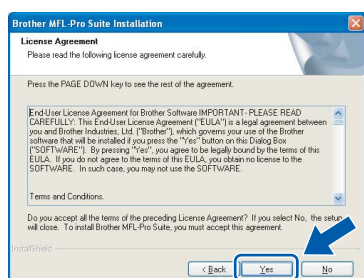 Brother MFL-Pro Suite Installation
License Agreement
Please read the following license agreement carefully.
Press the PAGE DOWN key to see the rest of the agreement.
End-User License Agreement for Brother Software IMPORTANT - PLEASE READ
CAREFULLY: This End-User License Agreement ("EULA") is a legal agreement between
you and Brother Industries, Ltd. ("Brother"), which governs your use of the Brother
software that will be installed if you press the "Yes" button on this Dialog Box
("SOFTWARE"). By pressing "Yes", you agree to be legally bound by the terms of this
EULA. If you do not agree to the terms of this EULA, you obtain no license to the
SOFTWARE. In such case, you may not use the SOFTWARE.
Terms and Conditions.
Do you accept all the terms of the preceding License Agreement? If you select No, the setup
will close. To install Brother MFL-Pro Suite, you must accept this agreement.
InstallShield
< Back Yes No